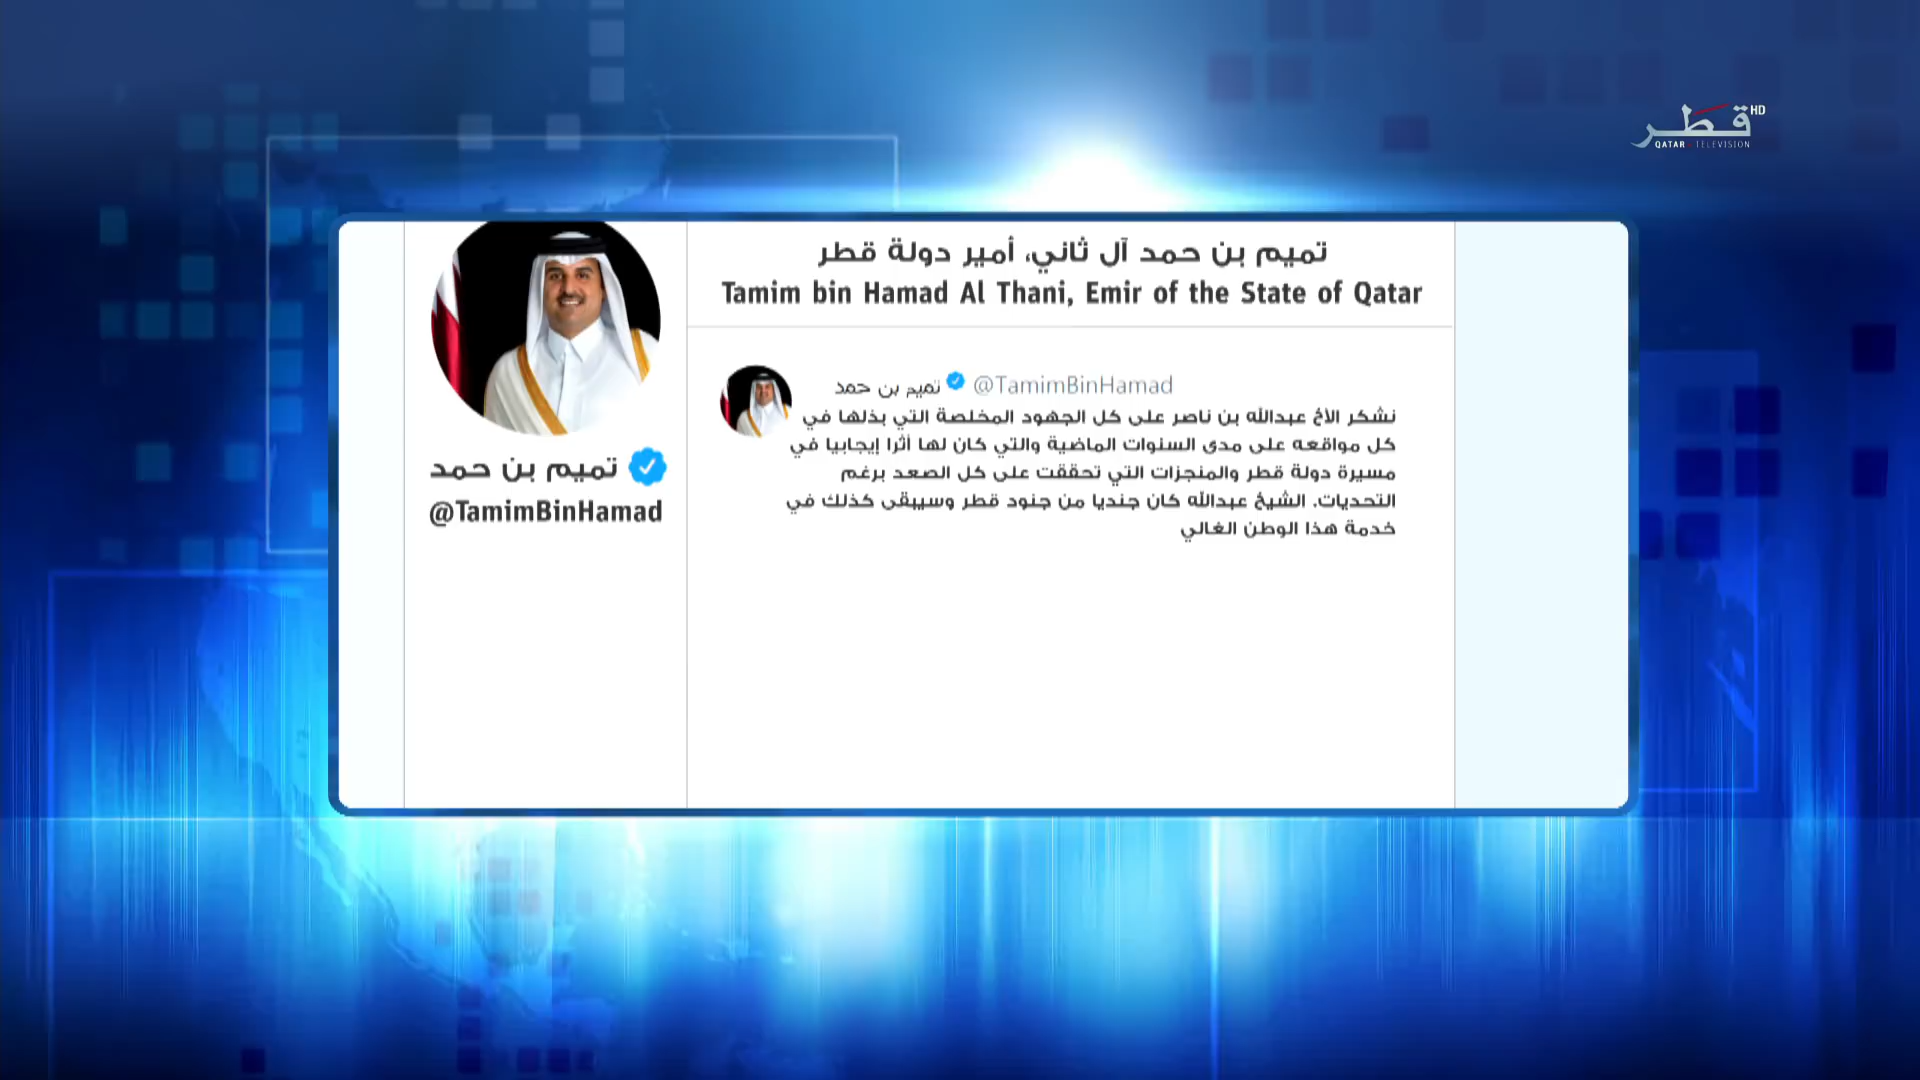 قطر HD
QATAR TELEVISION
تميم بن حمد آل ثاني، أمير دولة قطر
Tamim bin Hamad Al Thani, Emir of the State of Qatar
تميم بن حمد @TamimBinHamad
نشكر الأخ عبدالله بن ناصر على كل الجهود المخلصة التي بذلها في
كل مواقعه على مدى السنوات الماضية والتي كان لها أثرا إيجابيا في
مسيرة دولة قطر والمنجزات التي تحققت على كل الصعد برغم
التحديات. الشيخ عبدالله كان جنديا من جنود قطر وسيبقى كذلك في
خدمة هذا الوطن الغالي
تميم بن حمد
@TamimBinHamad